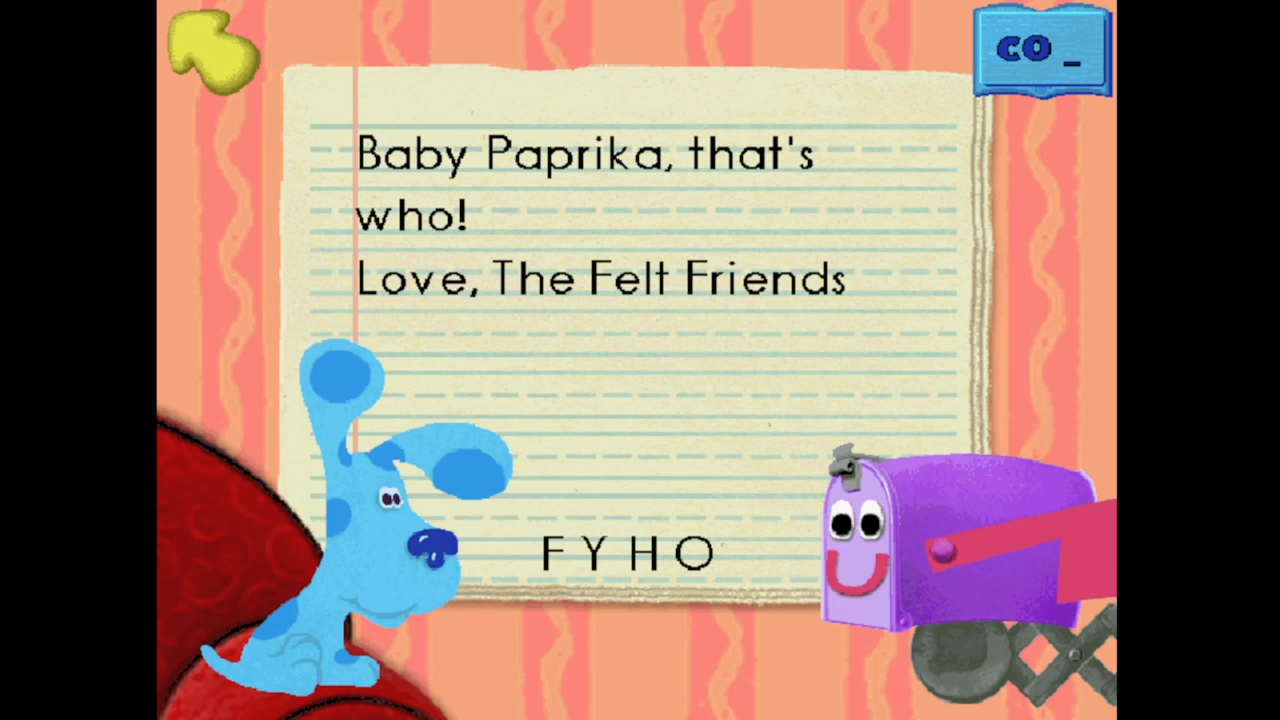 co _
Baby Paprika, that's
who!
Love, The Felt Friends
F Y H O